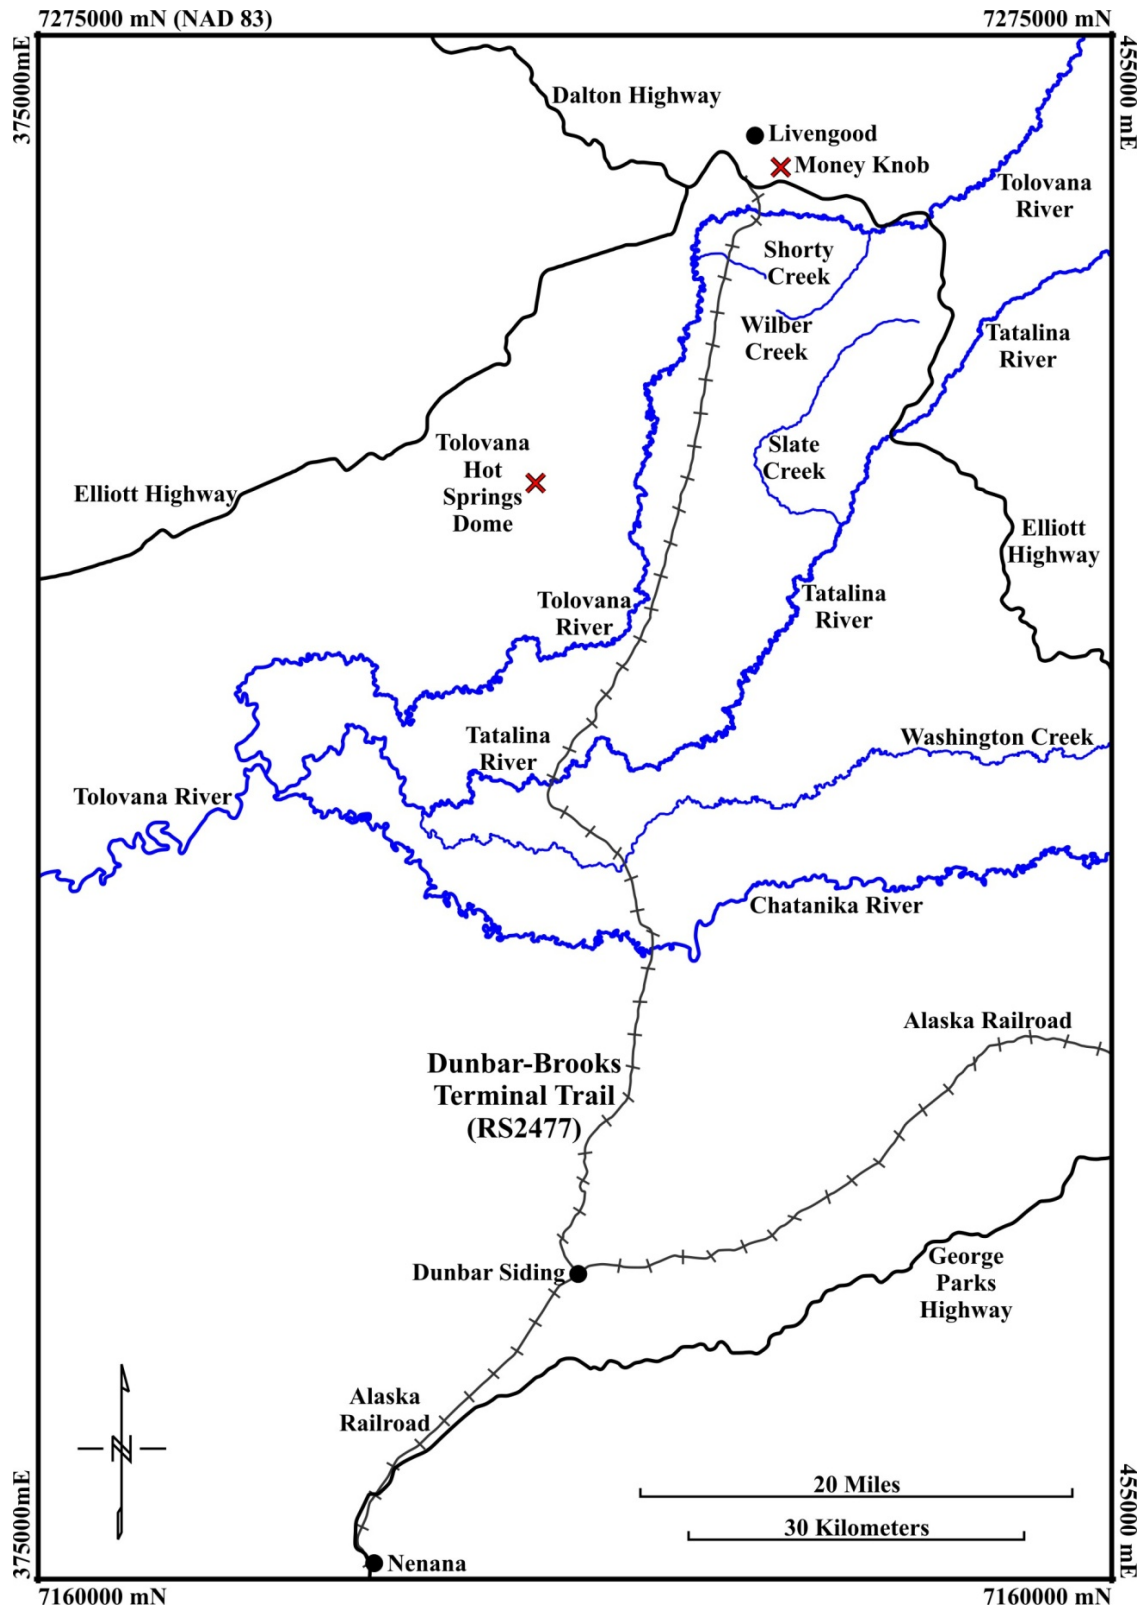 7275000 mN (NAD 83)
7275000 mN
375000mE
455000 mE
Dalton Highway
Livengood
Money Knob
Tolovana
River
Shorty
Creek
Wilber
Creek
Tatalina
River
Tolovana
Hot
Springs
Dome
Slate
Creek
Elliott Highway
Elliott
Highway
Tolovana
River
Tatalina
River
Tatalina
River
Washington Creek
Tolovana River
Chatanika River
Alaska Railroad
Dunbar-Brooks
Terminal Trail
(RS2477)
Dunbar Siding
George
Parks
Highway
Alaska
Railroad
N
20 Miles
30 Kilometers
Nenana
375000mE
455000 mE
7160000 mN
7160000 mN